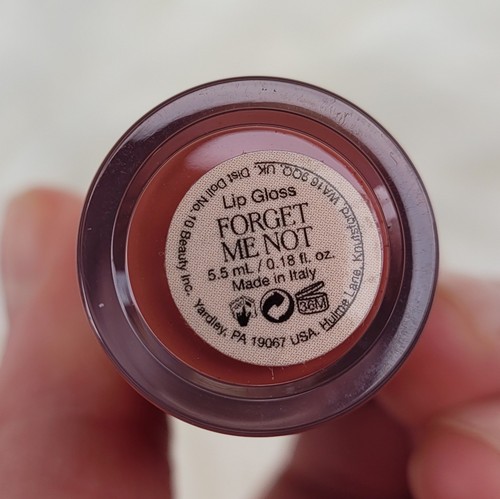 Lip Gloss
FORGET
ME NOT
5.5 mL / 0.18 fl. oz.
Made in Italy
36M
Dist Doll No.10 Beauty Inc. Yardley, PA 19067 USA. Hulme Lane, Knutsford WA16 9QQ, UK.